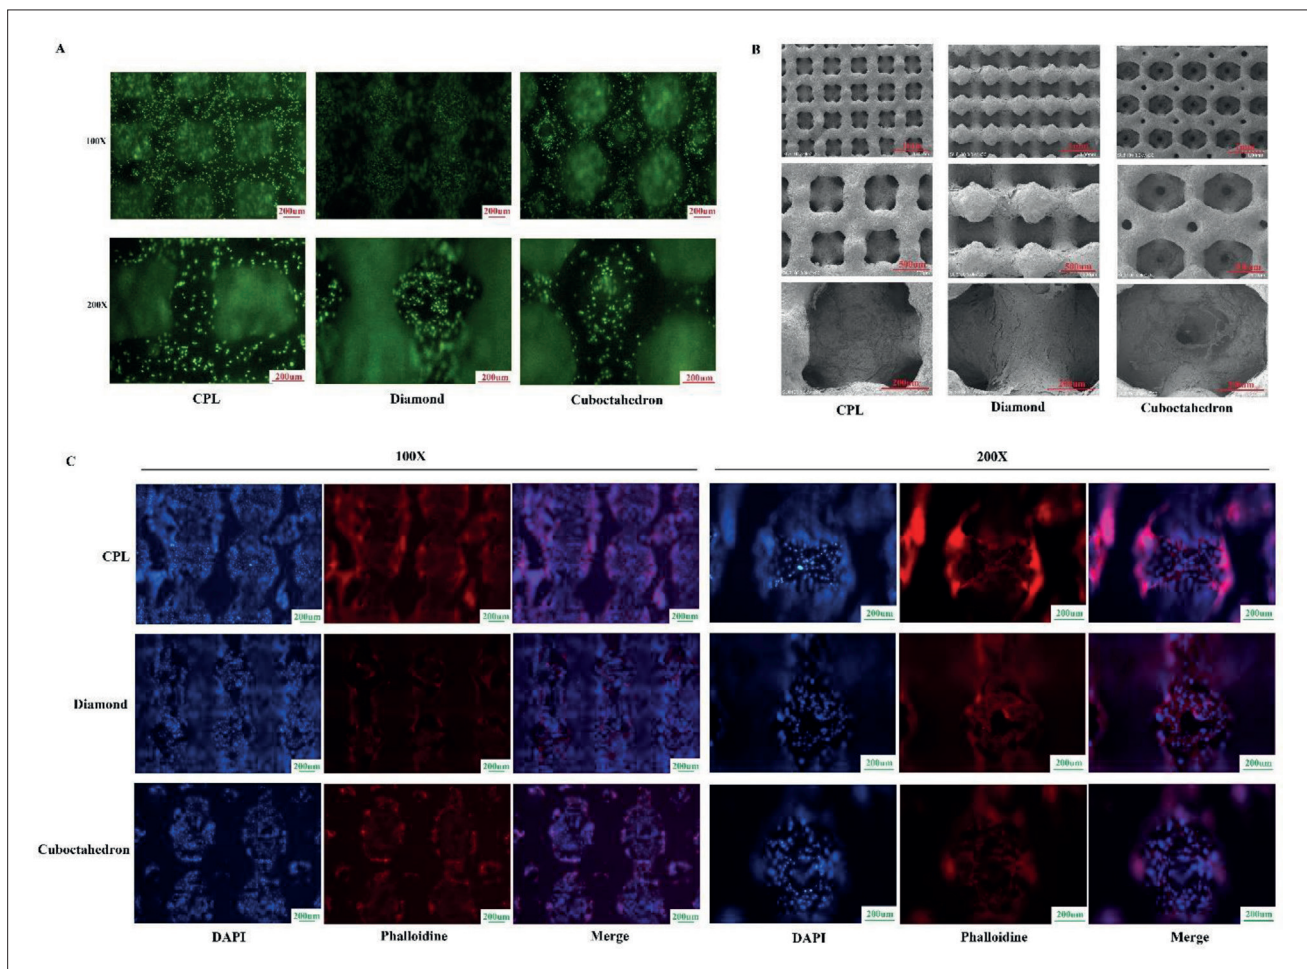 A
100X
200um 200um 200um
200X
200um 200um 200um
CPL Diamond Cuboctahedron
B
500um 500um
200um 200um
CPL Diamond Cuboctahedron
C
100X 200X
CPL
200um 200um 200um 200um 200um 200um
Diamond
200um 200um 200um 200um 200um 200um
Cuboctahedron
200um 200um 200um 200um 200um 200um
DAPI Phalloidine Merge DAPI Phalloidine Merge